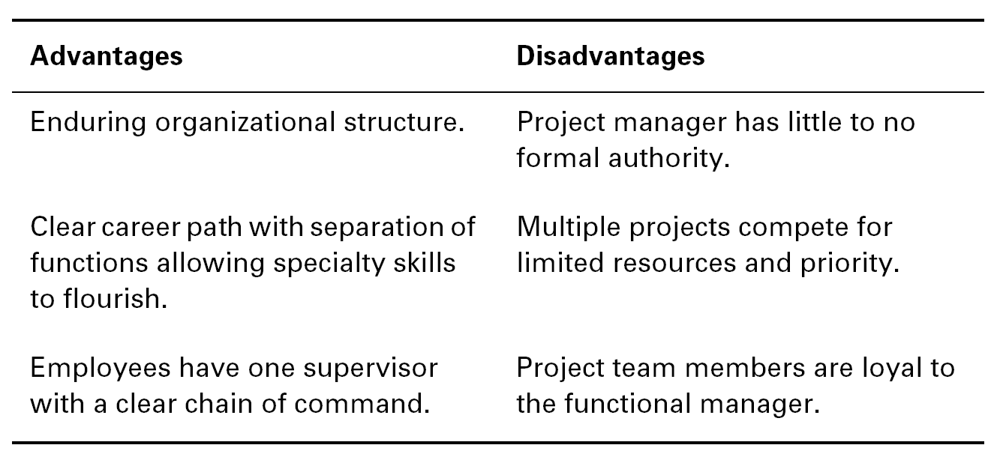 Advantages
Disadvantages
Enduring organizational structure.
Project manager has little to no
formal authority.
Clear career path with separation of
functions allowing specialty skills
to flourish.
Multiple projects compete for
limited resources and priority.
Employees have one supervisor
with a clear chain of command.
Project team members are loyal to
the functional manager.